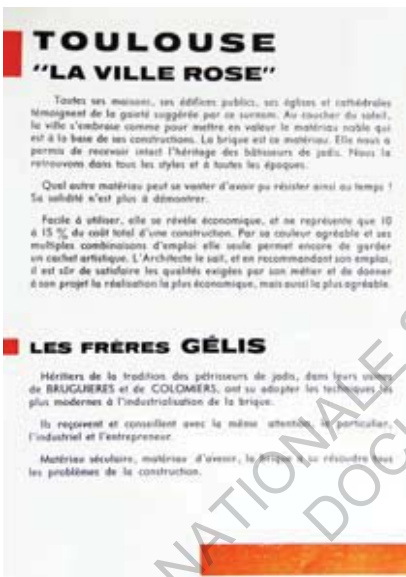 TOULOUSE
"LA VILLE ROSE"
Toutes ses maisons, ses édifices publics, ses églises et cathédrales
témoignent de la gaieté suggérée par ce surnom. Au coucher du soleil,
la ville s'embrase comme pour mettre en valeur le matériau noble qui
est à la base de ses constructions. La brique est ce matériau. Elle nous a
permis de recevoir intact l'héritage des bâtisseurs de jadis. Nous la
retrouvons dans tous les styles et à toutes les époques.
Quel autre matériau peut se vanter d'avoir pu résister ainsi au temps !
Sa solidité n'est plus à démontrer.
Facile à utiliser, elle se révèle économique, et ne représente que 10
à 15 % du coût total d'une construction. Par sa couleur agréable et ses
multiples combinaisons d'emploi elle seule permet encore de garder
un cachet artistique. L'Architecte le sait, et en recommandant son emploi,
il est sûr de satisfaire les qualités exigées par son métier et de donner
à son projet la réalisation la plus économique, mais aussi la plus agréable.
LES FRÈRES GÉLIS
Héritiers de la tradition des pétrisseurs de jadis, dans leurs usines
de BRUGUIERES et de COLOMIERS, ont su adapter les techniques les
plus modernes à l'industrialisation de la brique.
Ils reçoivent et conseillent avec la même attention, le particulier,
l'industriel et l'entrepreneur.
Matériau séculaire, matériau d'avenir, la brique a su résoudre tous
les problèmes de la construction.
NATIONALE
DOCU